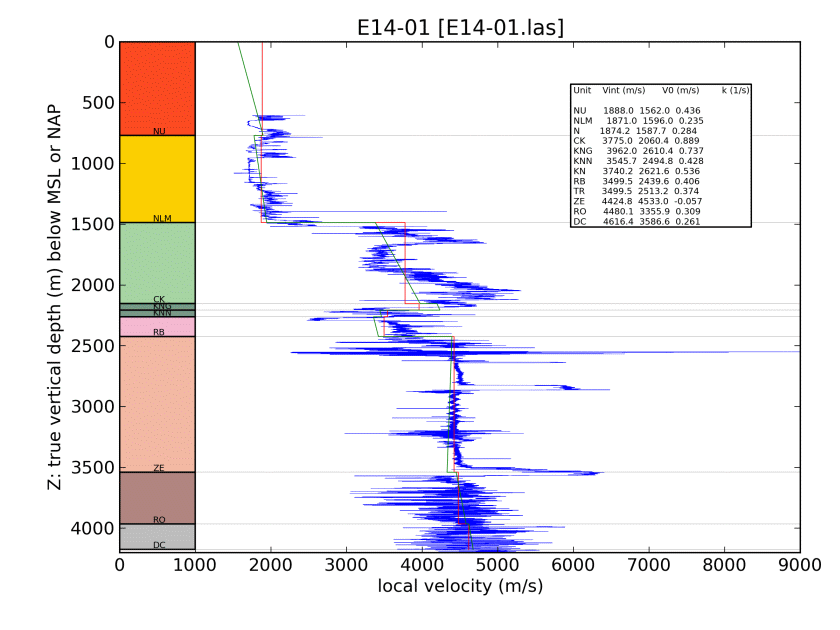 E14-01 [E14-01.las]
Z: true vertical depth (m) below MSL or NAP
0
500
1000
1500
2000
2500
3000
3500
4000
NU
NLM
CK
KNG
KNN
RB
ZE
RO
DC
Unit Vint (m/s) V0 (m/s) k (1/s)
NU 1888.0 1562.0 0.436
NLM 1871.0 1596.0 0.235
N 1874.2 1587.7 0.284
CK 3775.0 2060.4 0.889
KNG 3962.0 2610.4 0.737
KNN 3545.7 2494.8 0.428
KN 3740.2 2621.6 0.536
RB 3499.5 2439.6 0.406
TR 3499.5 2513.2 0.374
ZE 4424.8 4533.0 -0.057
RO 4480.1 3355.9 0.309
DC 4616.4 3586.6 0.261
0 1000 2000 3000 4000 5000 6000 7000 8000 9000
local velocity (m/s)